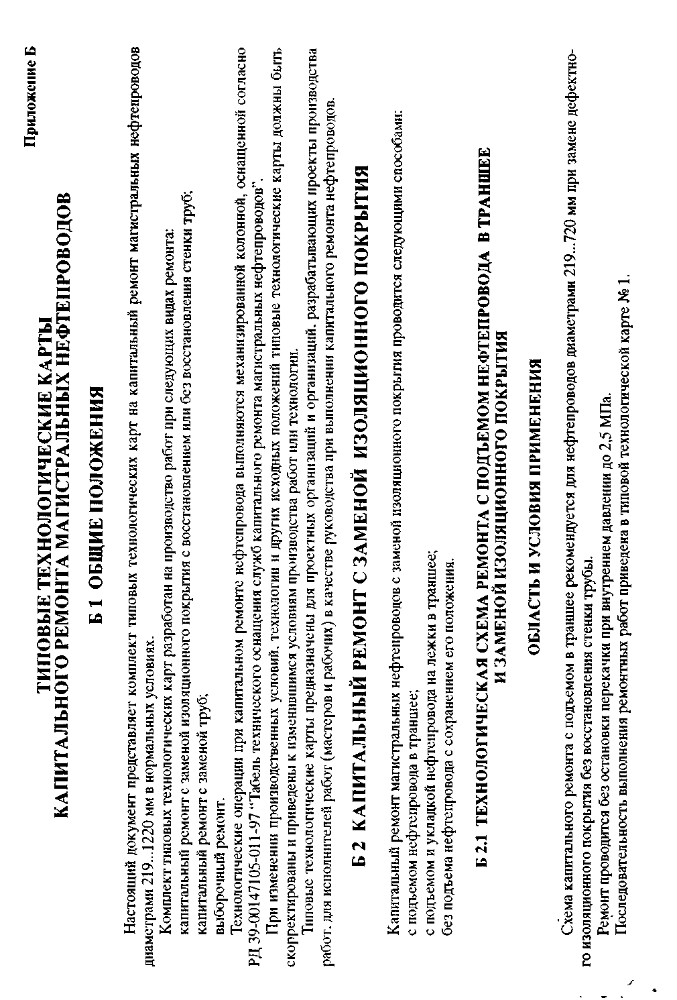 Приложение Б
ТИПОВЫЕ ТЕХНОЛОГИЧЕСКИЕ КАРТЫ
КАПИТАЛЬНОГО РЕМОНТА МАГИСТРАЛЬНЫХ НЕФТЕПРОВОДОВ
Б 1 ОБЩИЕ ПОЛОЖЕНИЯ
Настоящий документ представляет комплект типовых технологических карт на капитальный ремонт магистральных нефтепроводов
диаметрами 219...1220 мм в нормальных условиях.
Комплект типовых технологических карт разработан на производство работ при следующих видах ремонта:
капитальный ремонт с заменой изоляционного покрытия с восстановлением или без восстановления стенки труб;
капитальный ремонт с заменой труб;
выборочный ремонт.
Технологические операции при капитальном ремонте нефтепровода выполняются механизированной колонной, оснащенной согласно
РД 39-00147105-011-97 “Табель технического оснащения служб капитального ремонта магистральных нефтепроводов”.
При изменении производственных условий, технологии и других исходных положений типовые технологические карты должны быть
скорректированы и приведены к изменившимся условиям производства работ или технологии.
Типовые технологические карты предназначены для проектных организаций и организаций, разрабатывающих проекты производства
работ, для исполнителей работ (мастеров и рабочих) в качестве руководства при выполнении капитального ремонта нефтепроводов.
Б 2 КАПИТАЛЬНЫЙ РЕМОНТ С ЗАМЕНОЙ ИЗОЛЯЦИОННОГО ПОКРЫТИЯ
Капитальный ремонт магистральных нефтепроводов с заменой изоляционного покрытия проводится следующими способами:
с подъемом нефтепровода в траншее;
с подъемом и укладкой нефтепровода на лежки в траншее;
без подъема нефтепровода с сохранением его положения.
Б 2.1 ТЕХНОЛОГИЧЕСКАЯ СХЕМА РЕМОНТА С ПОДЪЕМОМ НЕФТЕПРОВОДА В ТРАНШЕЕ
И ЗАМЕНОЙ ИЗОЛЯЦИОННОГО ПОКРЫТИЯ
ОБЛАСТЬ И УСЛОВИЯ ПРИМЕНЕНИЯ
Схема капитального ремонта с подъемом в траншее рекомендуется для нефтепроводов диаметрами 219...720 мм при замене дефектно-
го изоляционного покрытия без восстановления стенки трубы.
Ремонт проводится без остановки перекачки при внутреннем давлении до 2,5 МПа.
Последовательность выполнения ремонтных работ приведена в типовой технологической карте № 1.